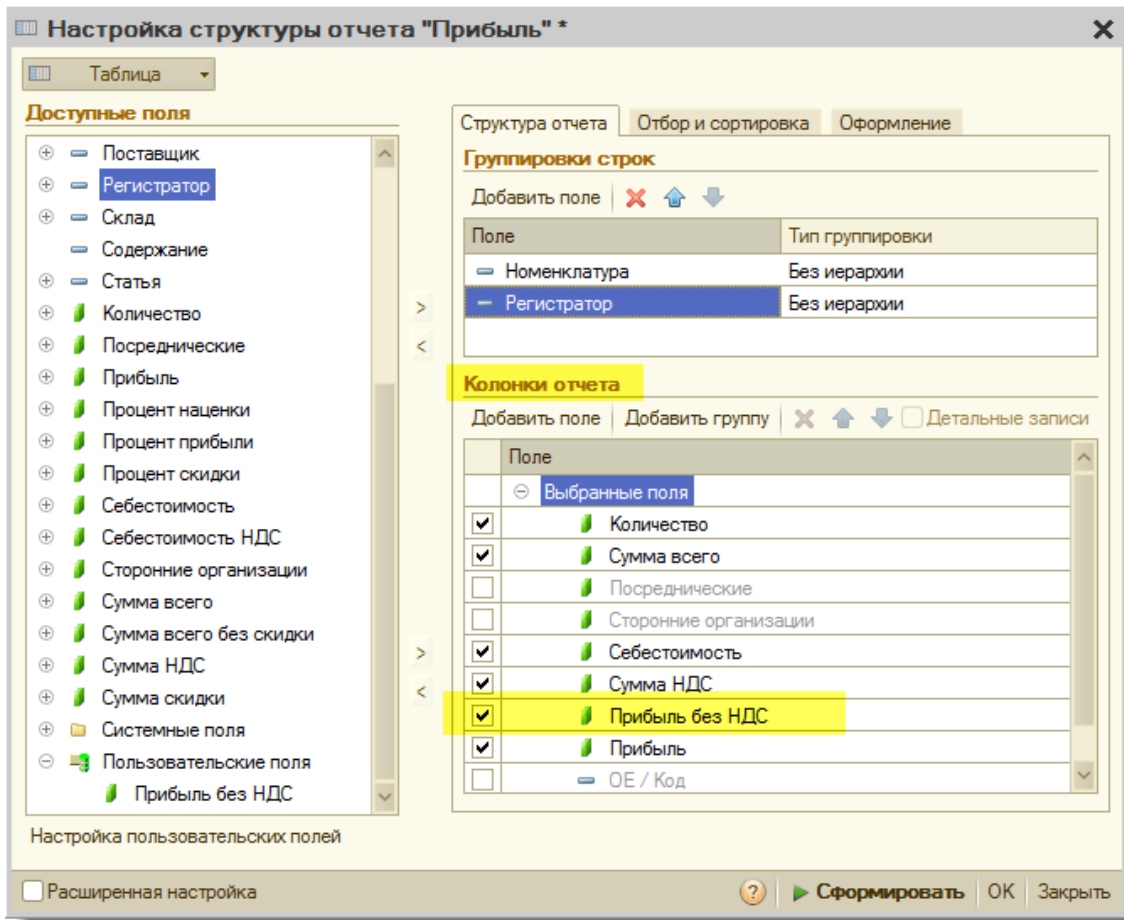 Настройка структуры отчета "Прибыль" *
Таблица
Доступные поля
Поставщик
Регистратор
Склад
Содержание
Статья
Количество
Посреднические
Прибыль
Процент наценки
Процент прибыли
Процент скидки
Себестоимость
Себестоимость НДС
Сторонние организации
Сумма всего
Сумма всего без скидки
Сумма НДС
Сумма скидки
Системные поля
Пользовательские поля
Прибыль без НДС
Настройка пользовательских полей
Структура отчета Отбор и сортировка Оформление
Группировки строк
Добавить поле
Поле Тип группировки
Номенклатура Без иерархии
Регистратор Без иерархии
Колонки отчета
Добавить поле Добавить группу Детальные записи
Поле
Выбранные поля
Количество
Сумма всего
Посреднические
Сторонние организации
Себестоимость
Сумма НДС
Прибыль без НДС
Прибыль
ОЕ / Код
Расширенная настройка ? Сформировать ОК Закрыть